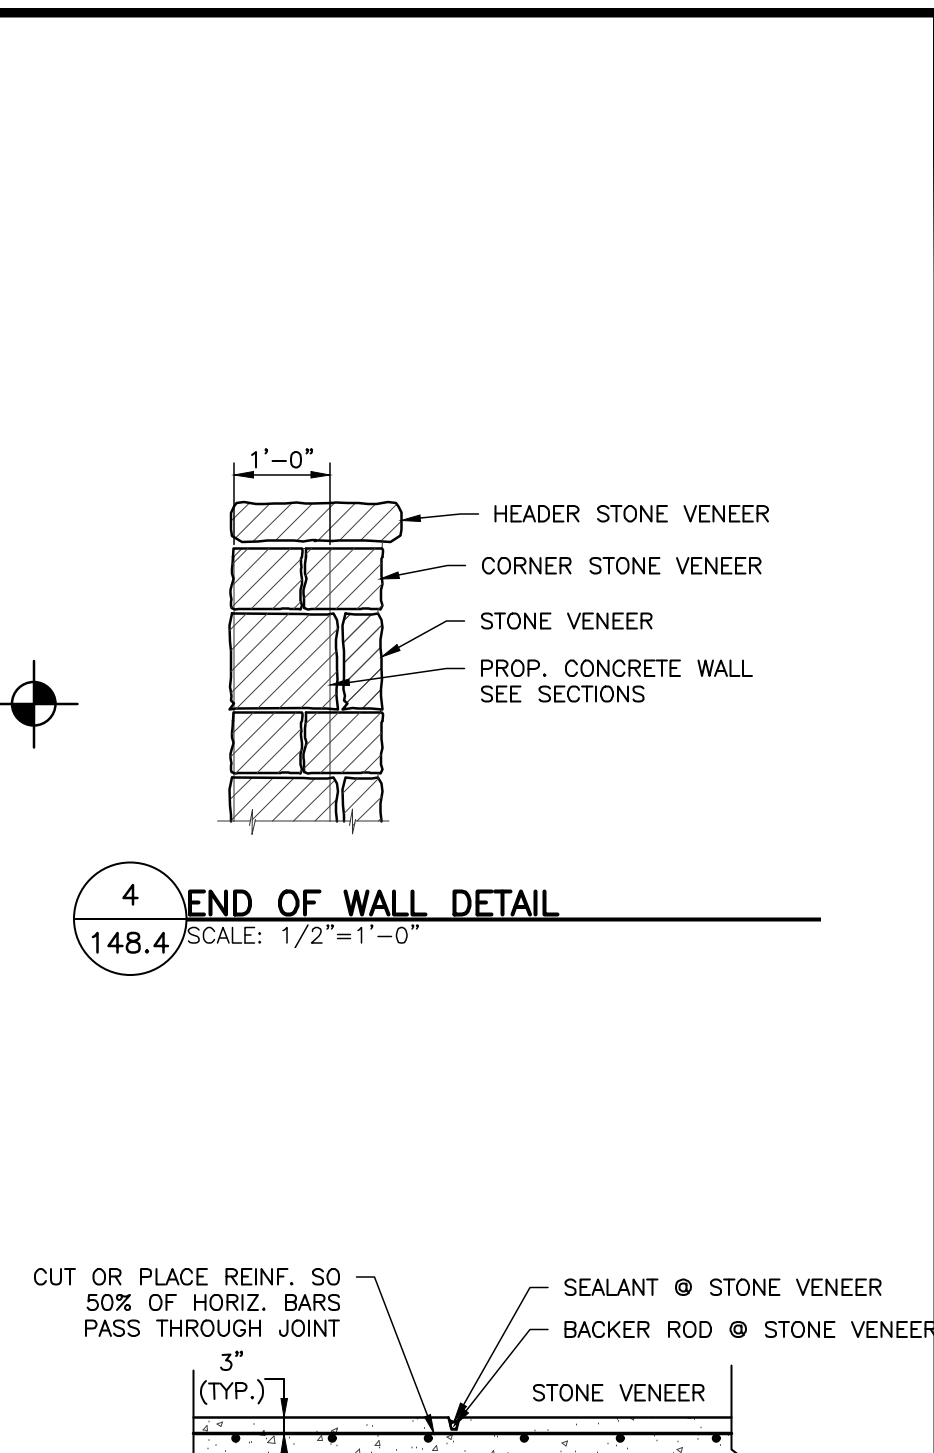 1'-0"
HEADER STONE VENEER
CORNER STONE VENEER
STONE VENEER
PROP. CONCRETE WALL
SEE SECTIONS
4
148.4
END OF WALL DETAIL
SCALE: 1/2"=1'-0"
CUT OR PLACE REINF. SO
50% OF HORIZ. BARS
PASS THROUGH JOINT
SEALANT @ STONE VENEER
BACKER ROD @ STONE VENEER
3"
(TYP.)
STONE VENEER